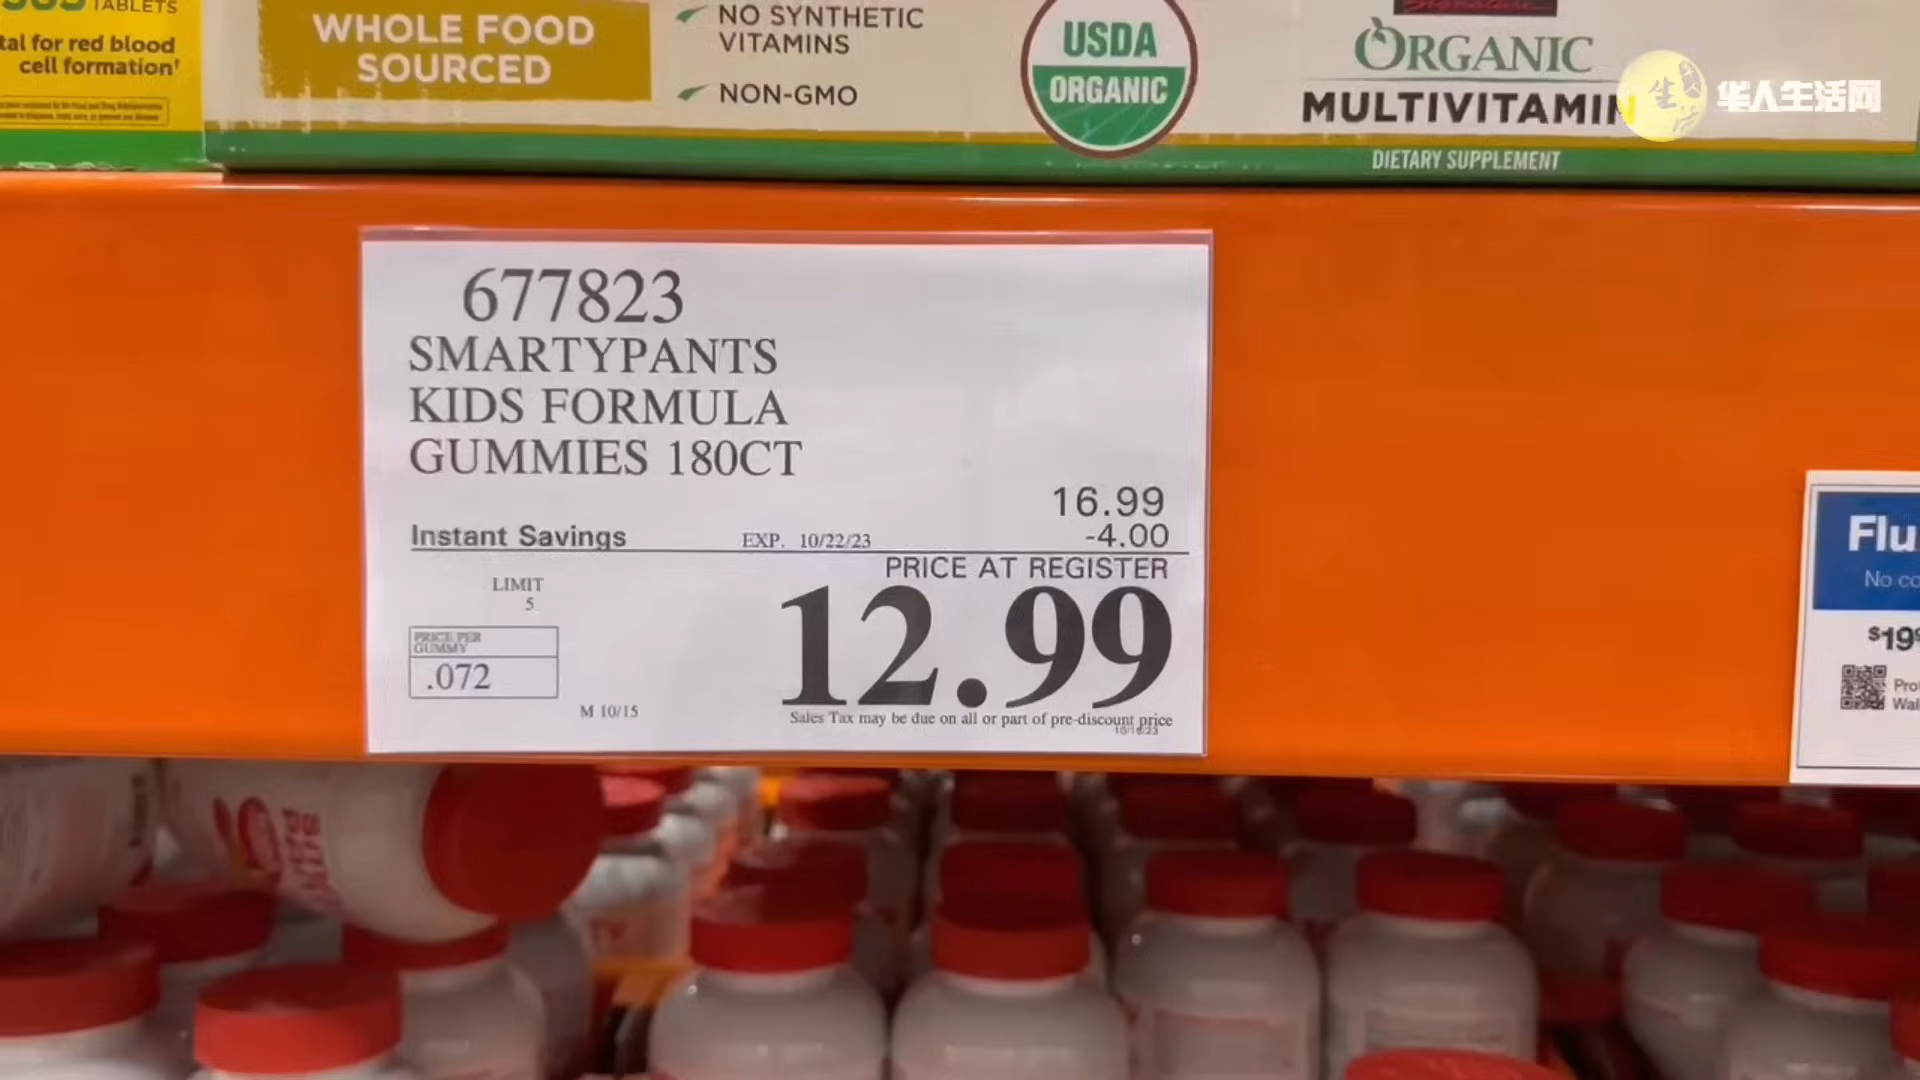 TABLETS
tal for red blood
cell formation†
WHOLE FOOD
SOURCED
NO SYNTHETIC
VITAMINS
NON-GMO
USDA
ORGANIC
Signature
ORGANIC
MULTIVITAMIN
DIETARY SUPPLEMENT
华人生活网
677823
SMARTYPANTS
KIDS FORMULA
GUMMIES 180CT
16.99
Instant Savings EXP. 10/22/23 -4.00
PRICE AT REGISTER
LIMIT
5
12.99
PRICE PER
GUMMY
.072
M 10/15
Sales Tax may be due on all or part of pre-discount price
Flu
No co
$19
Pro
Wal